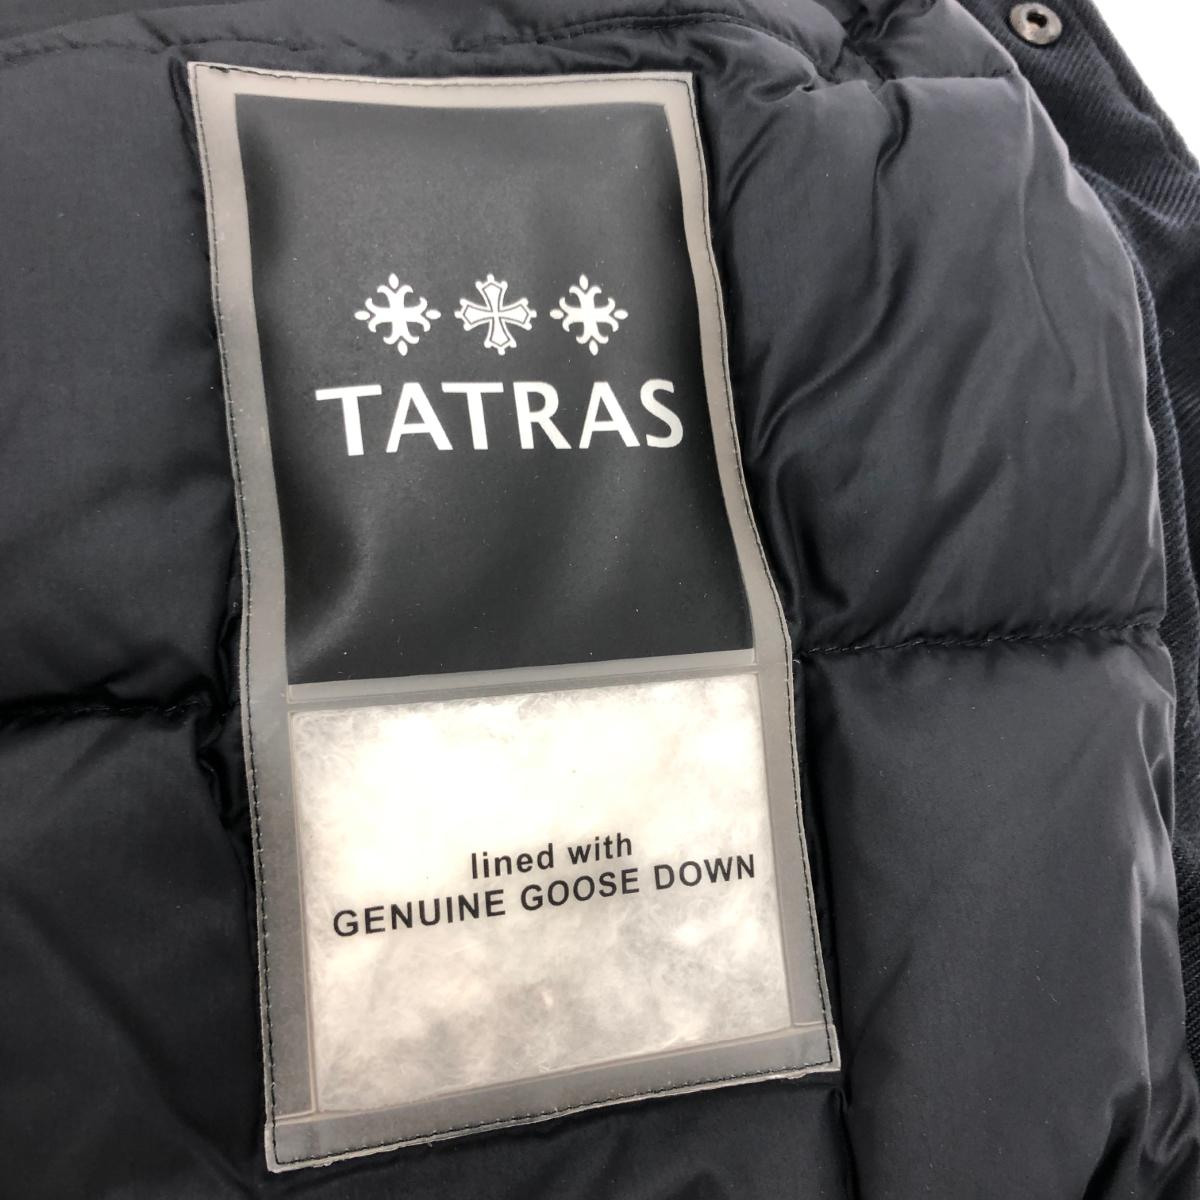 TATRAS
lined with
GENUINE GOOSE DOWN